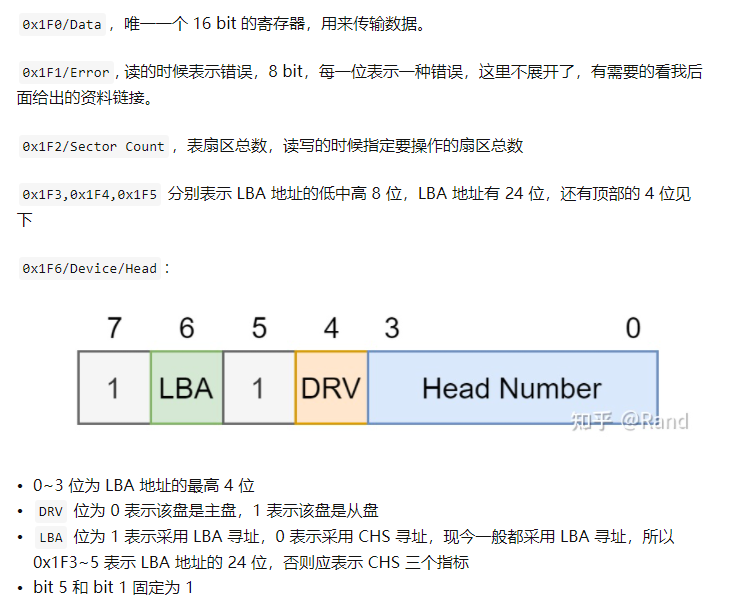 0x1F0/Data ，唯一一个 16 bit 的寄存器，用来传输数据。
0x1F1/Error , 读的时候表示错误，8 bit，每一位表示一种错误，这里不展开了，有需要的看我后
面给出的资料链接。
0x1F2/Sector Count ，表扇区总数，读写的时候指定要操作的扇区总数
0x1F3,0x1F4,0x1F5 分别表示 LBA 地址的低中高 8 位，LBA 地址有 24 位，还有顶部的 4 位见
下
0x1F6/Device/Head：
7 6 5 4 3 0
1 LBA 1 DRV Head Number
知乎 @Rand
• 0~3 位为 LBA 地址的最高 4 位
• DRV 位为 0 表示该盘是主盘，1 表示该盘是从盘
• LBA 位为 1 表示采用 LBA 寻址，0 表示采用 CHS 寻址，现今一般都采用 LBA 寻址，所以
0x1F3~5 表示 LBA 地址的 24 位，否则应表示 CHS 三个指标
• bit 5 和 bit 1 固定为 1